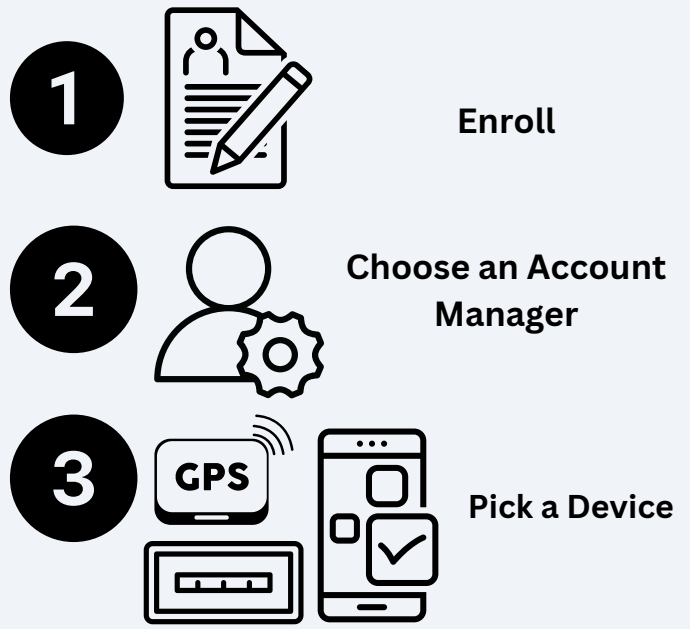 1
Enroll
2
Choose an Account
Manager
3
GPS
Pick a Device